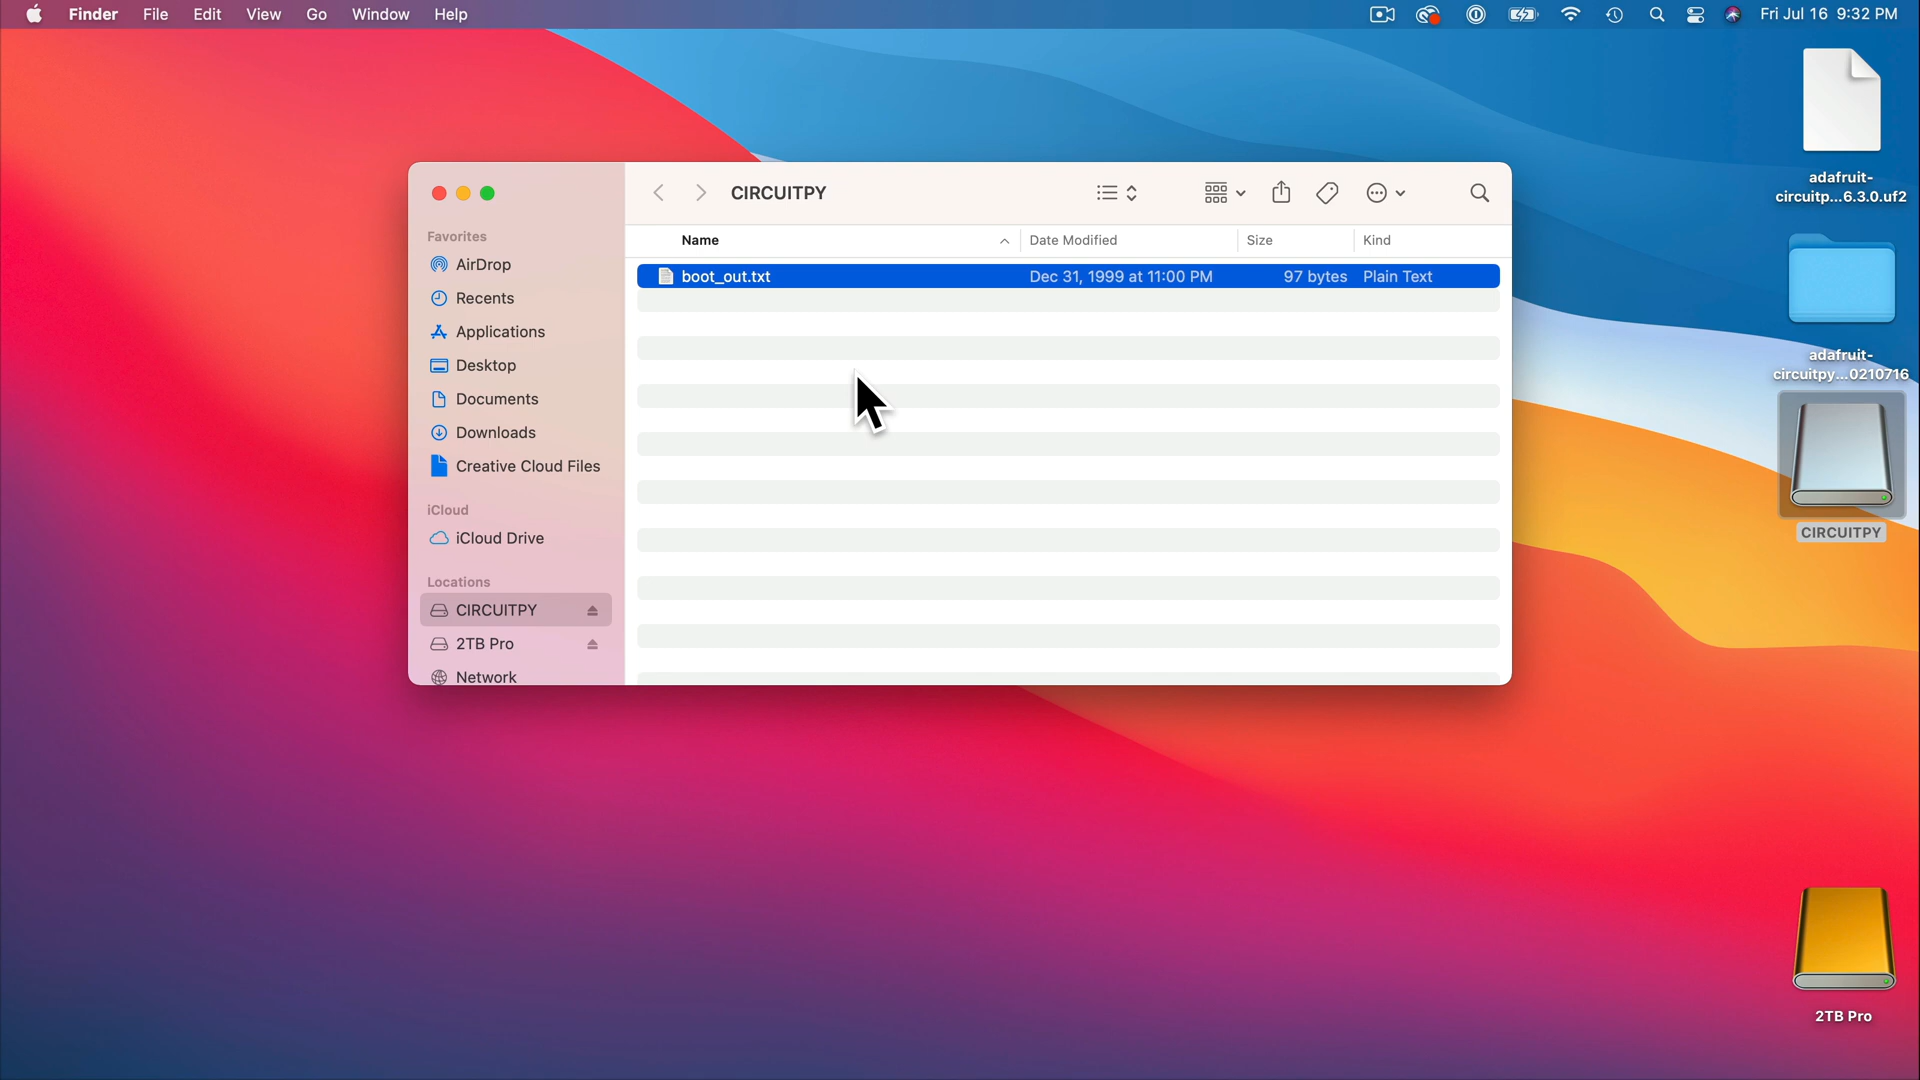 Finder File Edit View Go Window Help Fri Jul 16 9:32 PM
CIRCUITPY
Favorites
AirDrop
Recents
Applications
Desktop
Documents
Downloads
Creative Cloud Files
iCloud
iCloud Drive
Locations
CIRCUITPY
2TB Pro
Network
Name Date Modified Size Kind
boot_out.txt Dec 31, 1999 at 11:00 PM 97 bytes Plain Text
adafruit-
circuitp...6.3.0.uf2
adafruit-
circuitpy...0210716
CIRCUITPY
2TB Pro